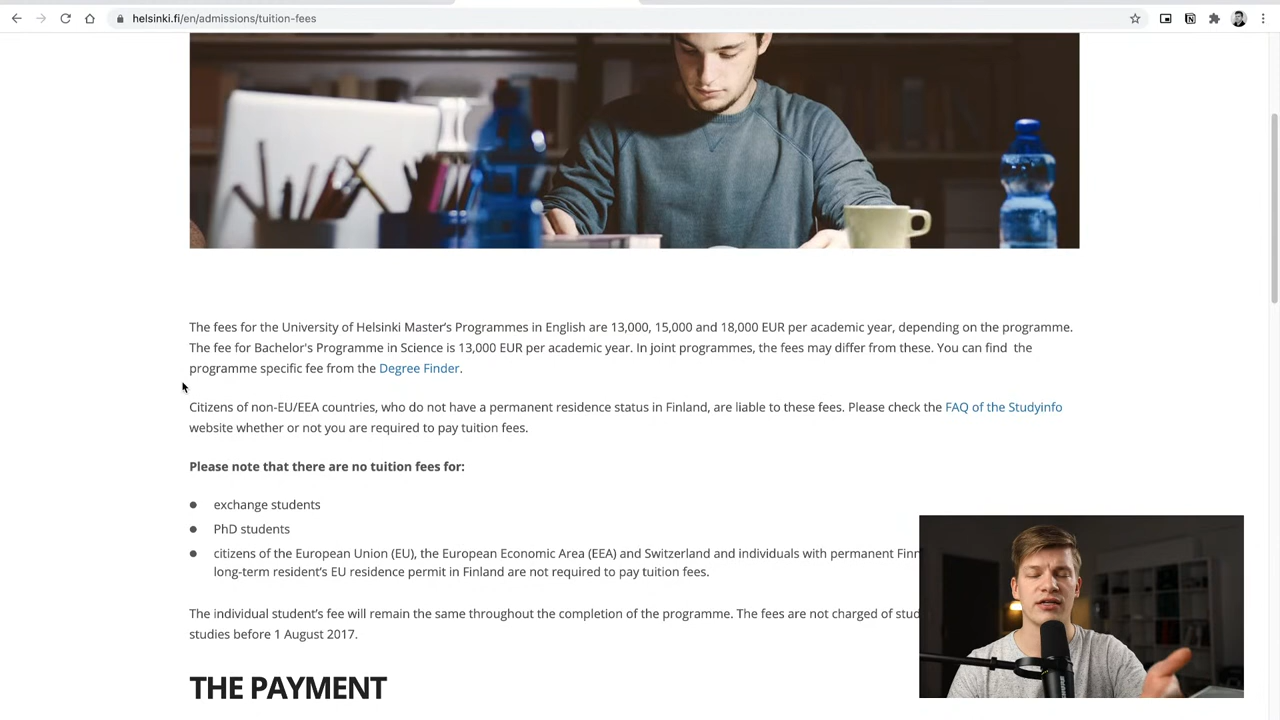 helsinki.fi/en/admissions/tuition-fees
The fees for the University of Helsinki Master's Programmes in English are 13,000, 15,000 and 18,000 EUR per academic year, depending on the programme.
The fee for Bachelor's Programme in Science is 13,000 EUR per academic year. In joint programmes, the fees may differ from these. You can find the
programme specific fee from the Degree Finder.
Citizens of non-EU/EEA countries, who do not have a permanent residence status in Finland, are liable to these fees. Please check the FAQ of the Studyinfo
website whether or not you are required to pay tuition fees.
Please note that there are no tuition fees for:
exchange students
PhD students
citizens of the European Union (EU), the European Economic Area (EEA) and Switzerland and individuals with permanent
long-term resident's EU residence permit in Finland are not required to pay tuition fees.
The individual student's fee will remain the same throughout the completion of the programme. The fees are not charged of
studies before 1 August 2017.
THE PAYMENT